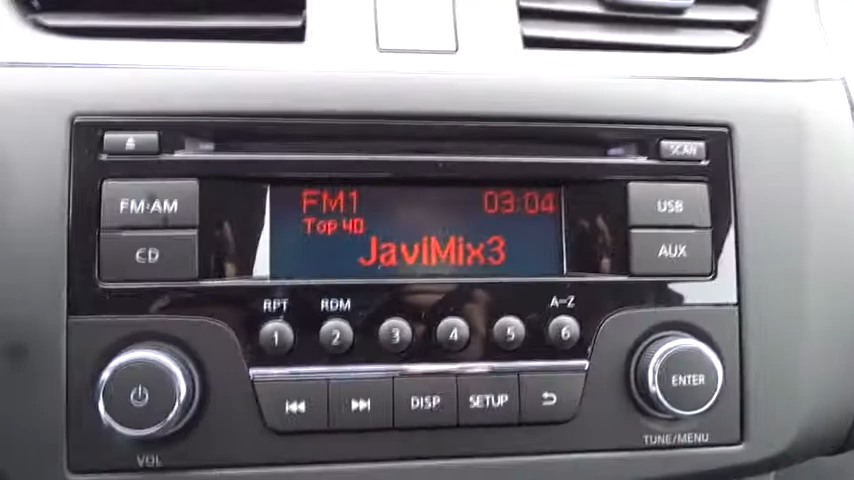 SCAN
FM·AM
CD
FM1
03:04
Top 40
JaviMix3
USB
AUX
RPT
RDM
A-Z
1
2
3
4
5
6
DISP
SETUP
ENTER
VOL
TUNE/MENU